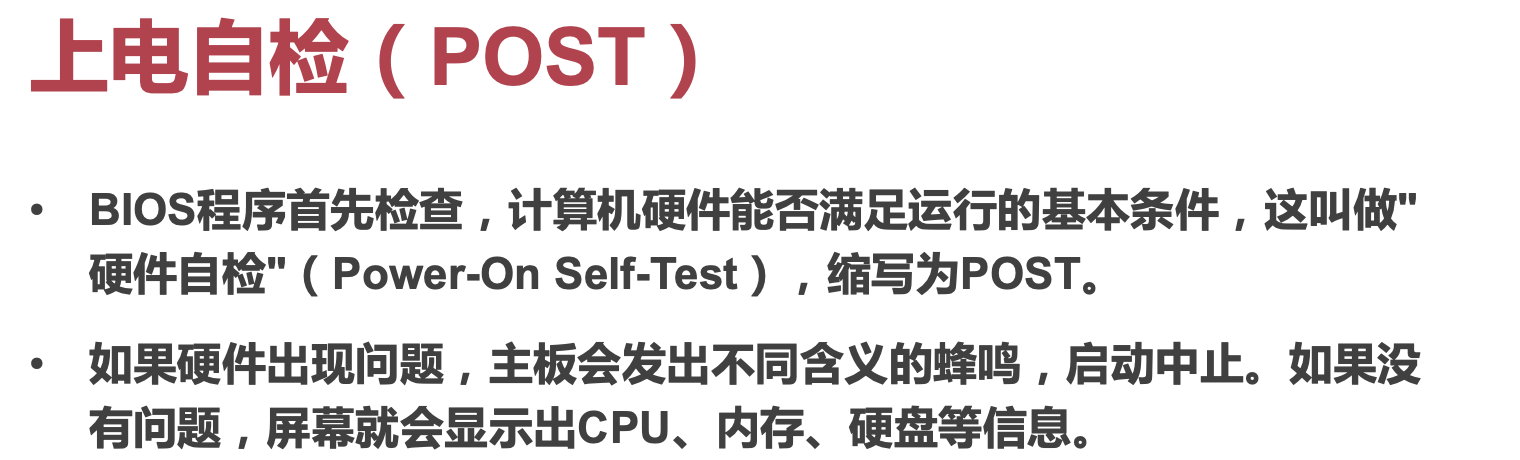 上电自检（POST）
• BIOS程序首先检查，计算机硬件能否满足运行的基本条件，这叫做"
硬件自检"（Power-On Self-Test），缩写为POST。
• 如果硬件出现问题，主板会发出不同含义的蜂鸣，启动中止。如果没
有问题，屏幕就会显示出CPU、内存、硬盘等信息。